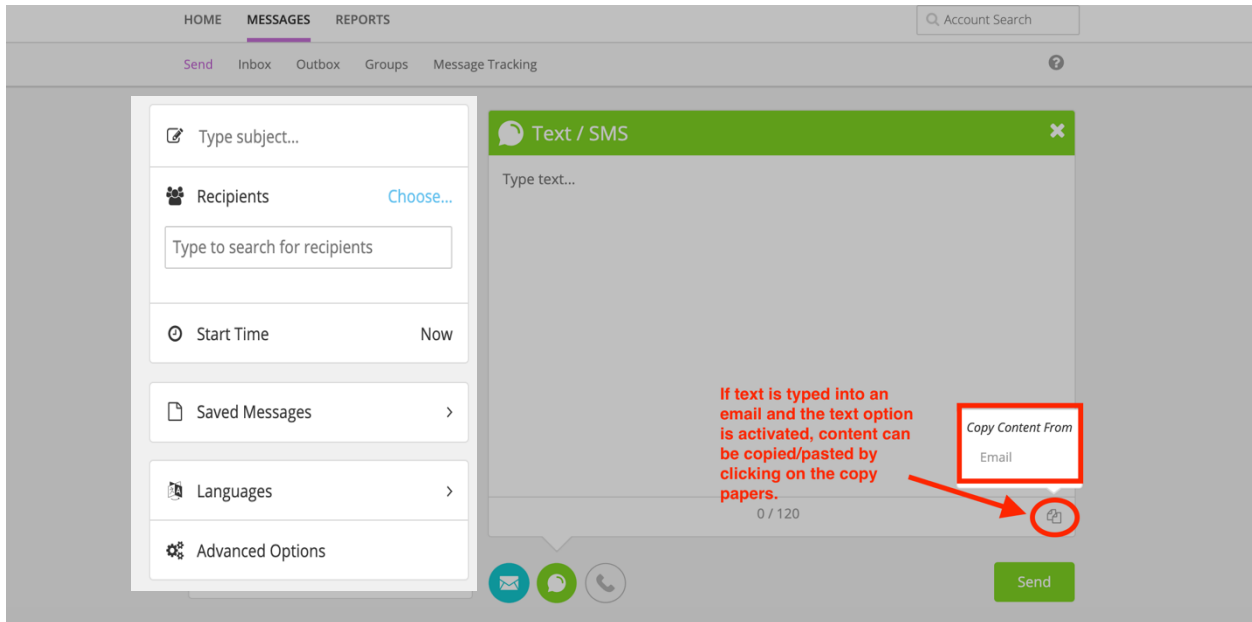 HOME MESSAGES REPORTS
Account Search
Send Inbox Outbox Groups Message Tracking
Type subject...
Recipients Choose...
Type to search for recipients
Start Time Now
Saved Messages
Languages
Advanced Options
Text / SMS
Type text...
If text is typed into an
email and the text option
is activated, content can
be copied/pasted by
clicking on the copy
papers.
Copy Content From
Email
0 / 120
Send